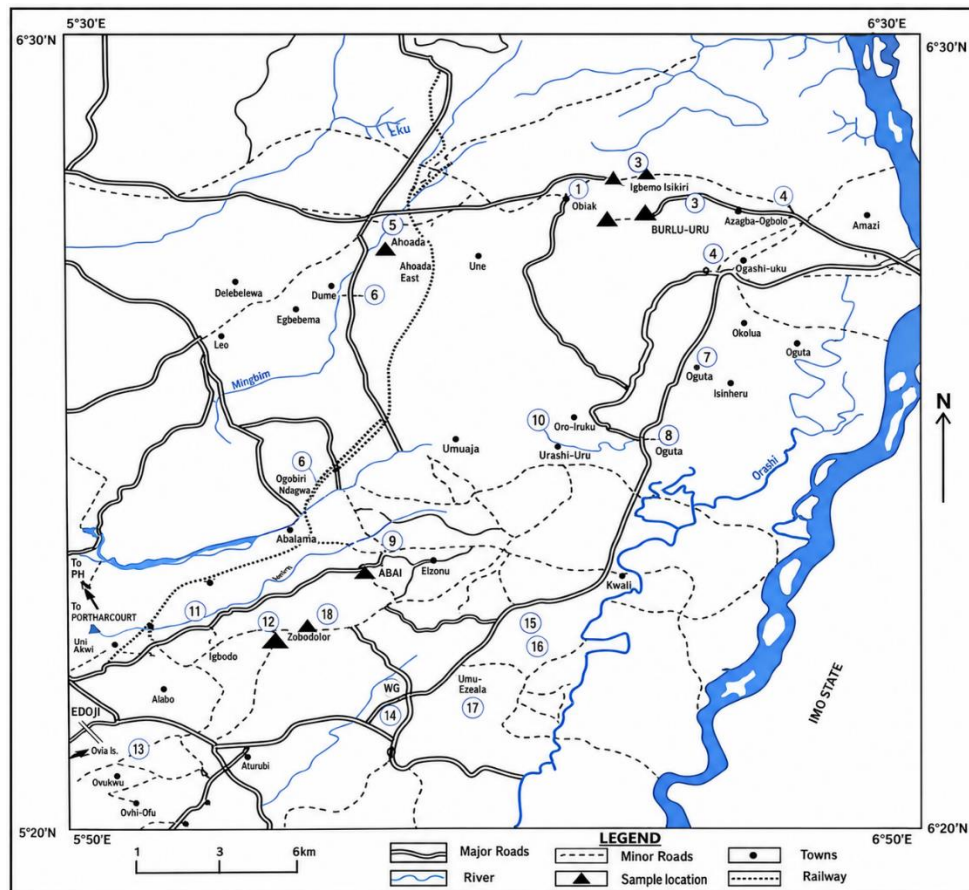 5°30'E
6°30'E
6°30'N
6°30'N
Eku
3
Igbemo Isikiri
1
Obiak
3
4
BURLU-URU
Azagba-Ogbolo
Amazi
5
Ahoada
Ahoada
East
Une
4
Ogashi-uku
Delebelewa
Dume
6
Egbebema
Okolua
Leo
Oguta
7
Oguta
Isinheru
Mingbim
N
10
Oro-Iruku
8
Oguta
Umuaja
Urashi-Uru
Orashi
6
Ogobiri
Ndagwa
Abalama
9
ABAI
Elzonu
Kwali
To
PH
To
PORTHARCOURT
11
Uni
Akwi
12
18
Zobodolor
15
16
Igbodo
IMO STATE
WG
Umu-
Ezeala
17
14
Alabo
EDOJI
Ovia Is.
13
Aturubi
Ovukwu
Ovhi-Ofu
5°20'N
5°50'E
6°50'E
6°20'N
1
3
6km
LEGEND
Major Roads
Minor Roads
Towns
River
Sample location
Railway